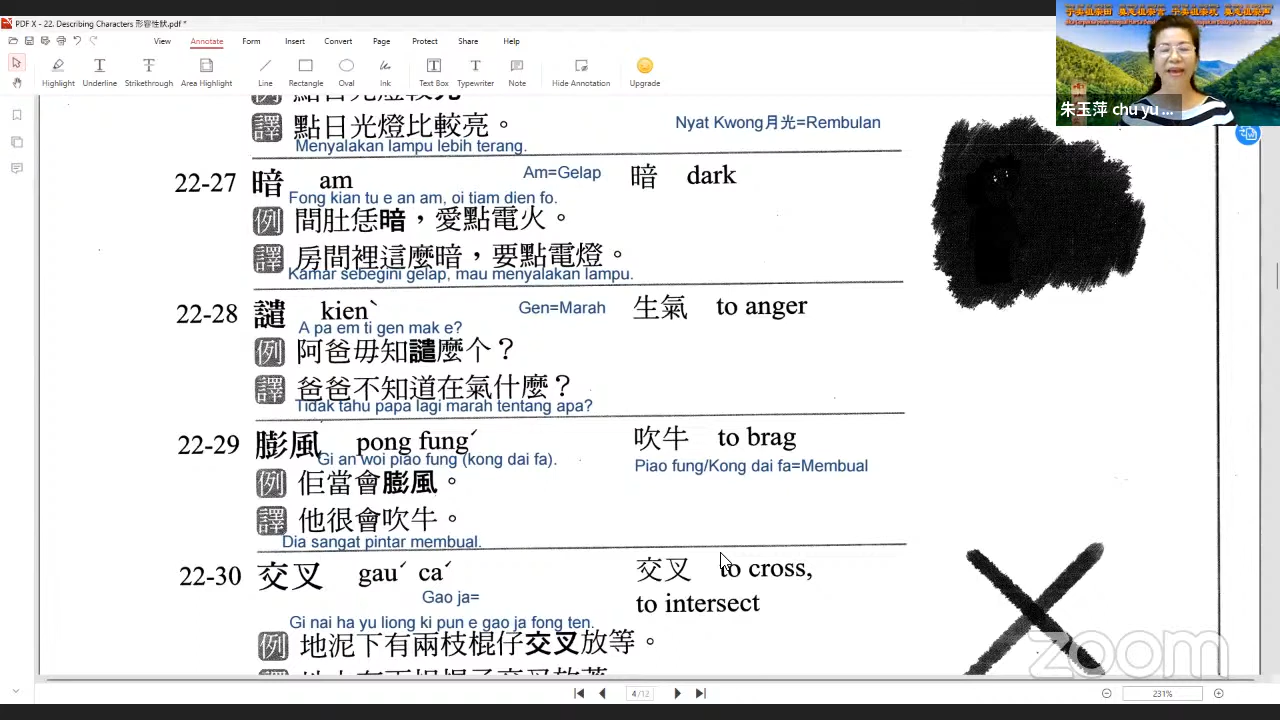 PDF X - 22. Describing Characters 形容性狀.pdf *
View Annotate Form Insert Convert Page Protect Share Help
Highlight Underline Strikethrough Area Highlight Line Rectangle Oval Ink Text Box Typewriter Note Hide Annotation Upgrade
朱玉萍 chu yu ...
譯 點日光燈比較亮。
Nyat Kwong月光=Rembulan
Menyalakan lampu lebih terang.
22-27 暗 am
Am=Gelap
暗 dark
Fong kian tu e an am, oi tiam dien fo.
例 間肚恁暗，愛點電火。
譯 房間裡這麼暗，要點電燈。
Kamar sebegini gelap, mau menyalakan lampu.
22-28 譴 kienˋ
Gen=Marah
生氣 to anger
A pa em ti gen mak e?
例 阿爸毋知譴麼个？
譯 爸爸不知道在氣什麼？
Tidak tahu papa lagi marah tentang apa?
22-29 膨風 pong fungˊ
吹牛 to brag
Gi an woi piao fung (kong dai fa).
Piao fung/Kong dai fa=Membual
例 佢當會膨風。
譯 他很會吹牛。
Dia sangat pintar membual.
22-30 交叉 gauˊ caˊ
交叉 to cross,
to intersect
Gao ja=
Gi nai ha yu liong ki pun e gao ja fong ten.
例 地泥下有兩枝棍仔交叉放等。
zoom
4/12
231%